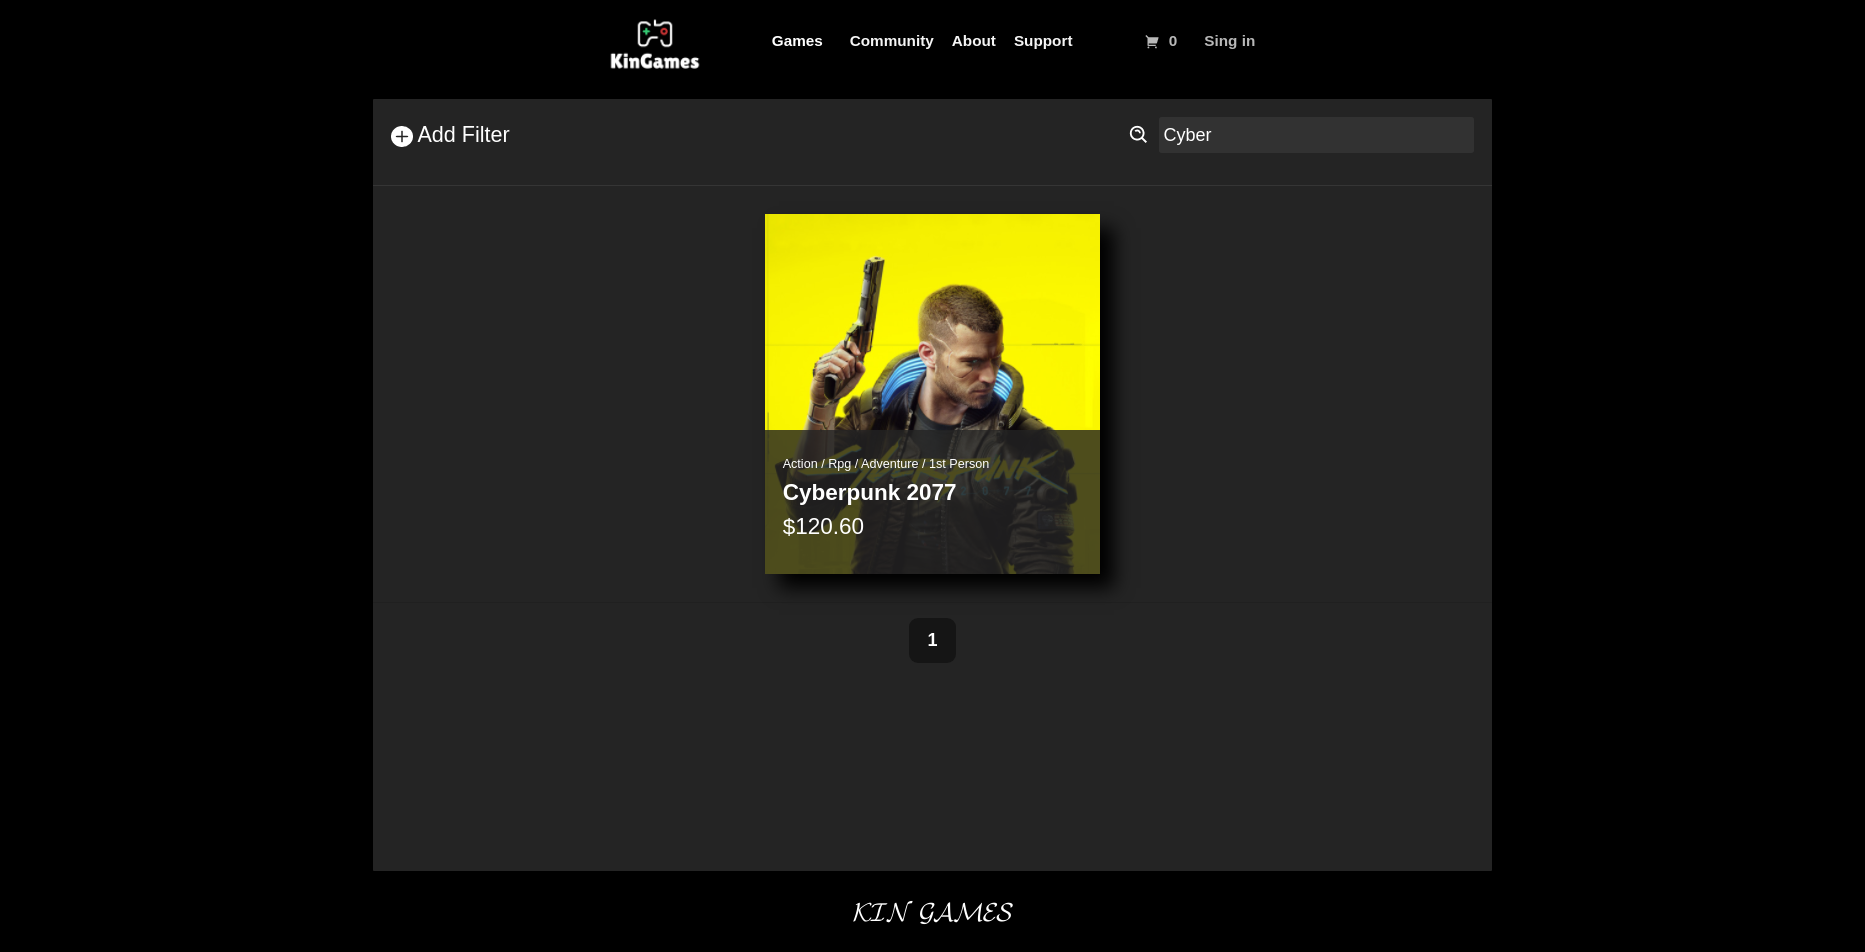 KinGames
Games Community About Support 0 Sing in
Add Filter Cyber
Action / Rpg / Adventure / 1st Person
CYBERPUNK
Cyberpunk 2077
$120.60
1
KIN GAMES